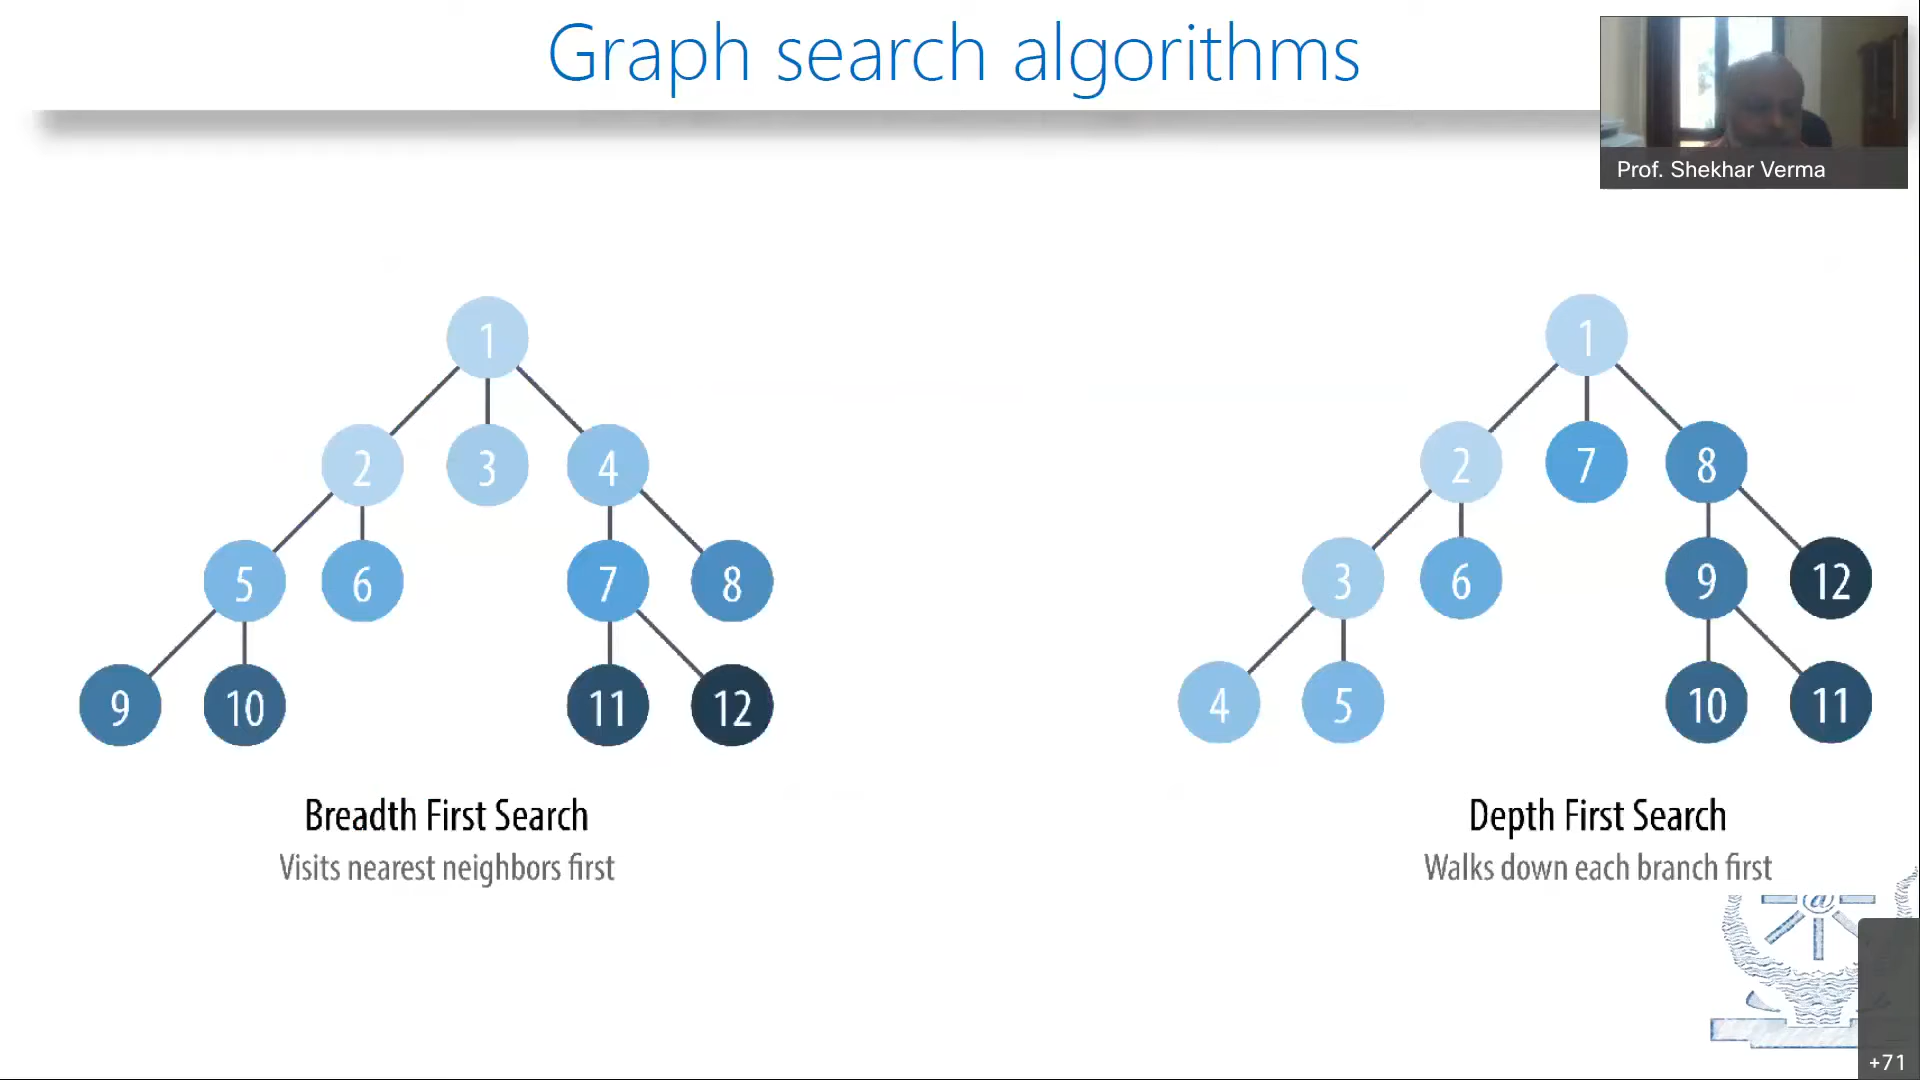 Graph search algorithms
Prof. Shekhar Verma
1
2 3 4
5 6 7 8
9 10 11 12
Breadth First Search
Visits nearest neighbors first
1
2 7 8
3 6 9 12
4 5 10 11
Depth First Search
Walks down each branch first
@
+71